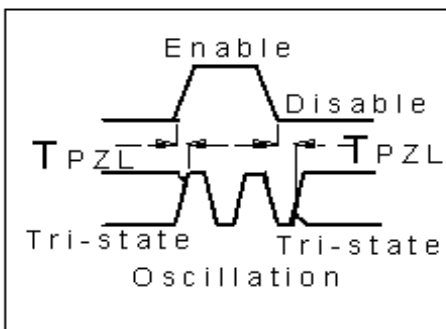 Enable
Disable
TPZL TPZL
Tri-state Tri-state
Oscillation